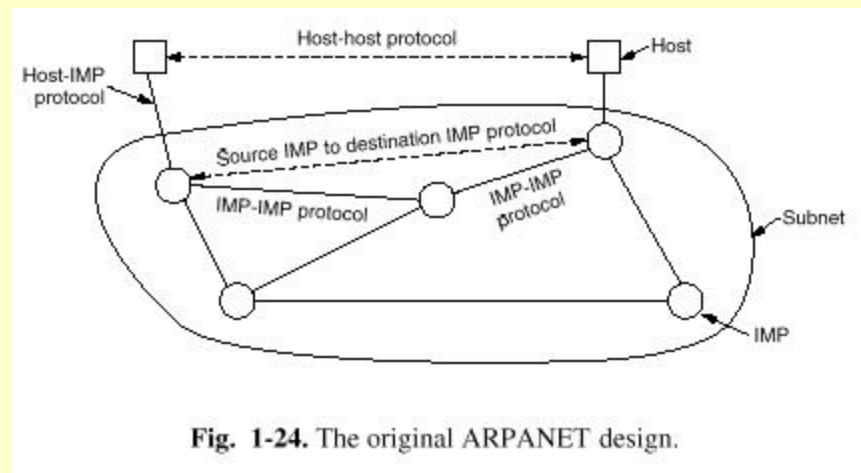 Host-host protocol
Host
Host-IMP
protocol
Source IMP to destination IMP protocol
IMP-IMP protocol
IMP-IMP
protocol
Subnet
IMP
Fig. 1-24. The original ARPANET design.